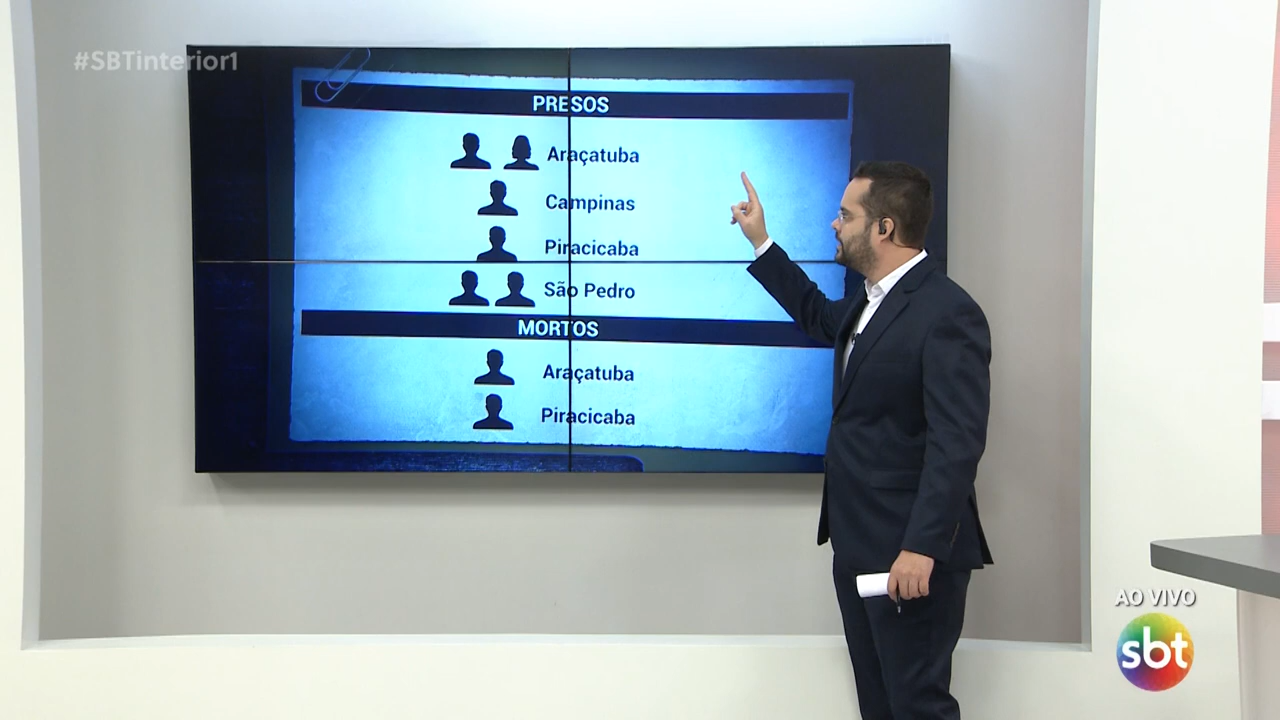 #SBTinterior1
PRESOS
Araçatuba
Campinas
Piracicaba
São Pedro
MORTOS
Araçatuba
Piracicaba
AO VIVO
sbt